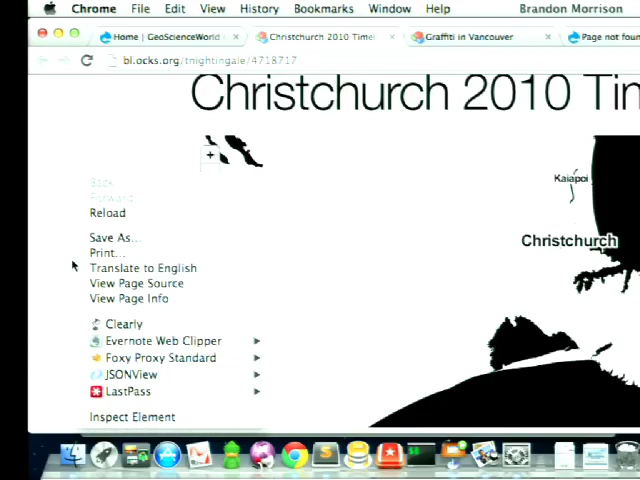 Chrome File Edit View History Bookmarks Window Help Brandon Morrison
Home | GeoScienceWorld
Christchurch 2010 Time
Graffiti in Vancouver
Page not foun
bl.ocks.org/tnightingale/4718717
Christchurch 2010 Tim
+
Kaiapoi
Back
Forward
Reload
Christchurch
Save As...
Print...
Translate to English
View Page Source
View Page Info
Clearly
Evernote Web Clipper
Foxy Proxy Standard
JSONView
LastPass
Inspect Element